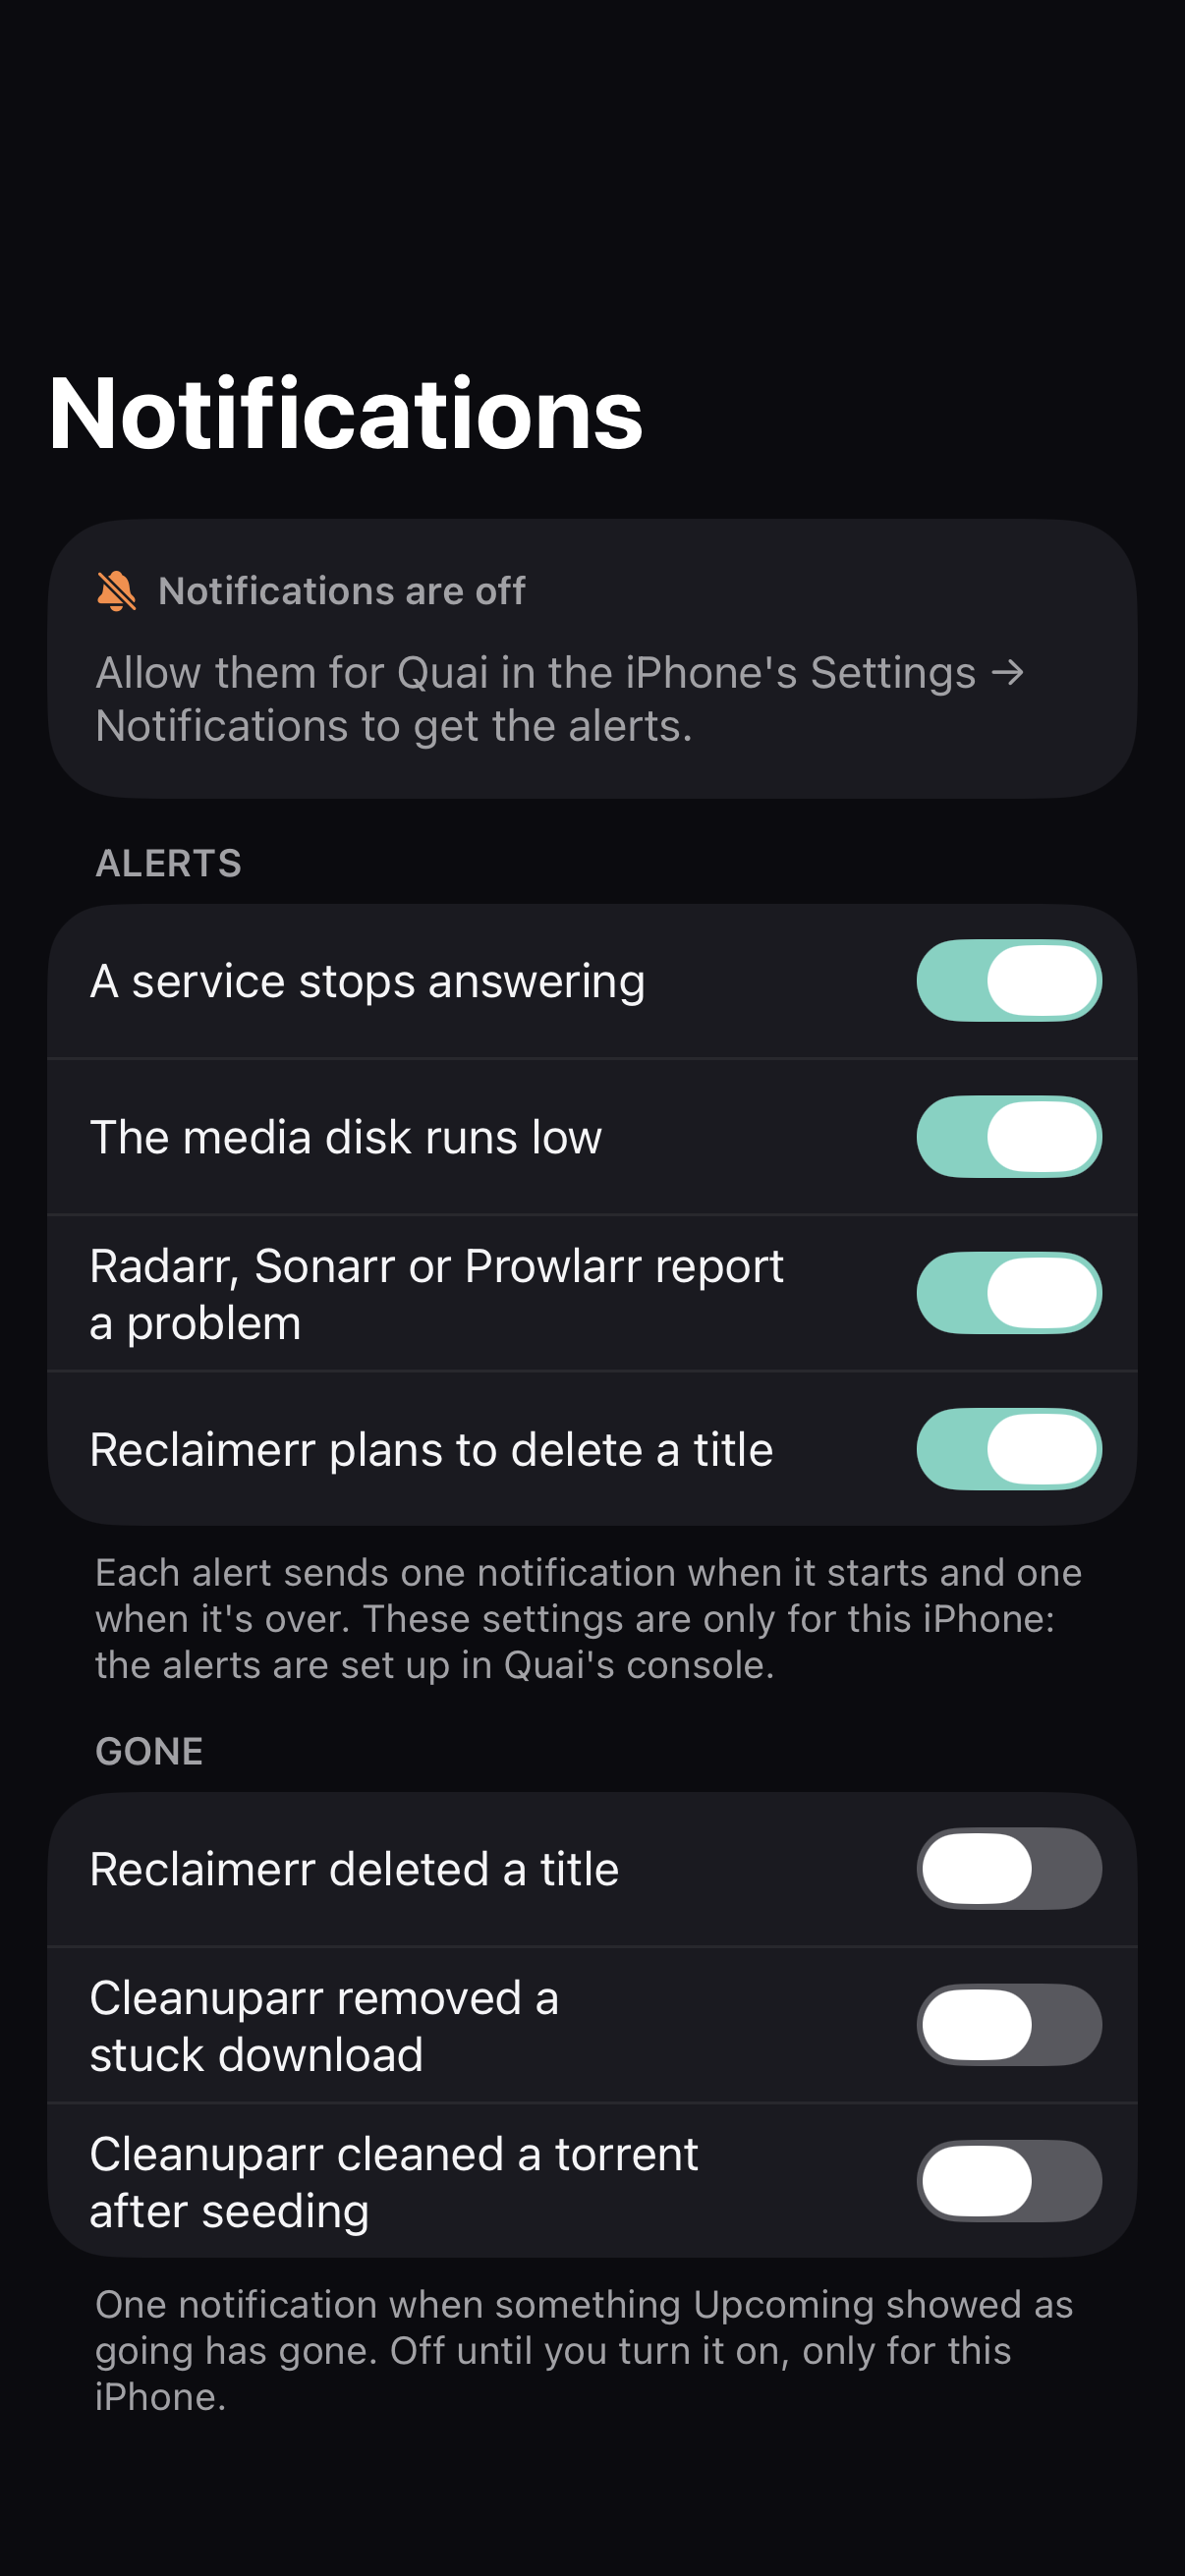 Notifications
Notifications are off
Allow them for Quai in the iPhone's Settings →
Notifications to get the alerts.
ALERTS
A service stops answering
The media disk runs low
Radarr, Sonarr or Prowlarr report
a problem
Reclaimerr plans to delete a title
Each alert sends one notification when it starts and one
when it's over. These settings are only for this iPhone:
the alerts are set up in Quai's console.
GONE
Reclaimerr deleted a title
Cleanuparr removed a
stuck download
Cleanuparr cleaned a torrent
after seeding
One notification when something Upcoming showed as
going has gone. Off until you turn it on, only for this
iPhone.